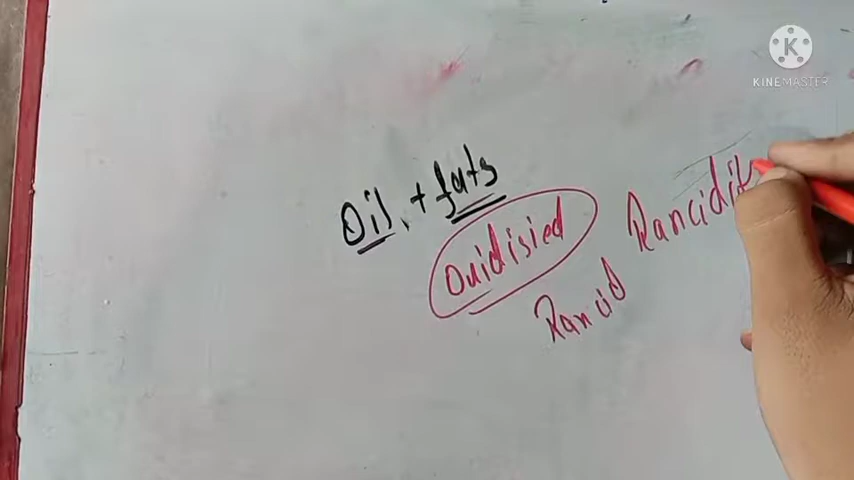 Oil + fats
Oxidisied
Rancidit
Rancid
KINEMASTER